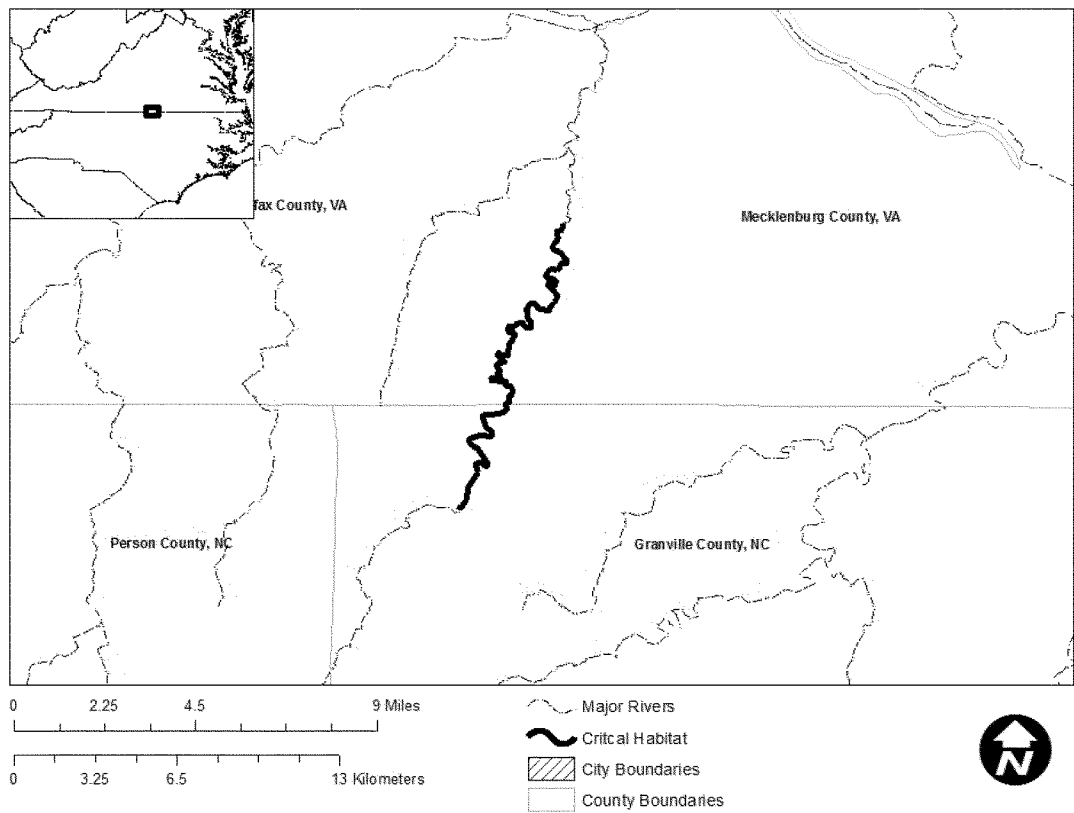 fax County, VA
Mecklenburg County, VA
Person County, NC
Granville County, NC
0 2.25 4.5 9 Miles
0 3.25 6.5 13 Kilometers
Major Rivers
Critcal Habitat
City Boundaries
County Boundaries
N